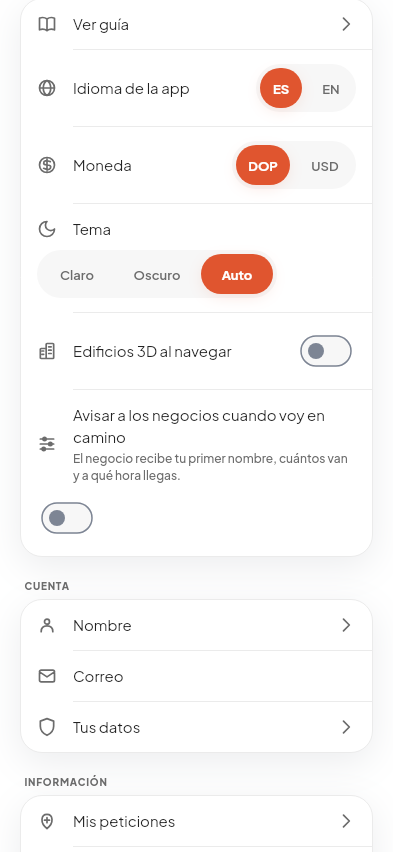 Ver guía
Idioma de la app
ES EN
Moneda
DOP USD
Tema
Claro Oscuro Auto
Edificios 3D al navegar
Avisar a los negocios cuando voy en
camino
El negocio recibe tu primer nombre, cuántos van
y a qué hora llegas.
CUENTA
Nombre
Correo
Tus datos
INFORMACIÓN
Mis peticiones